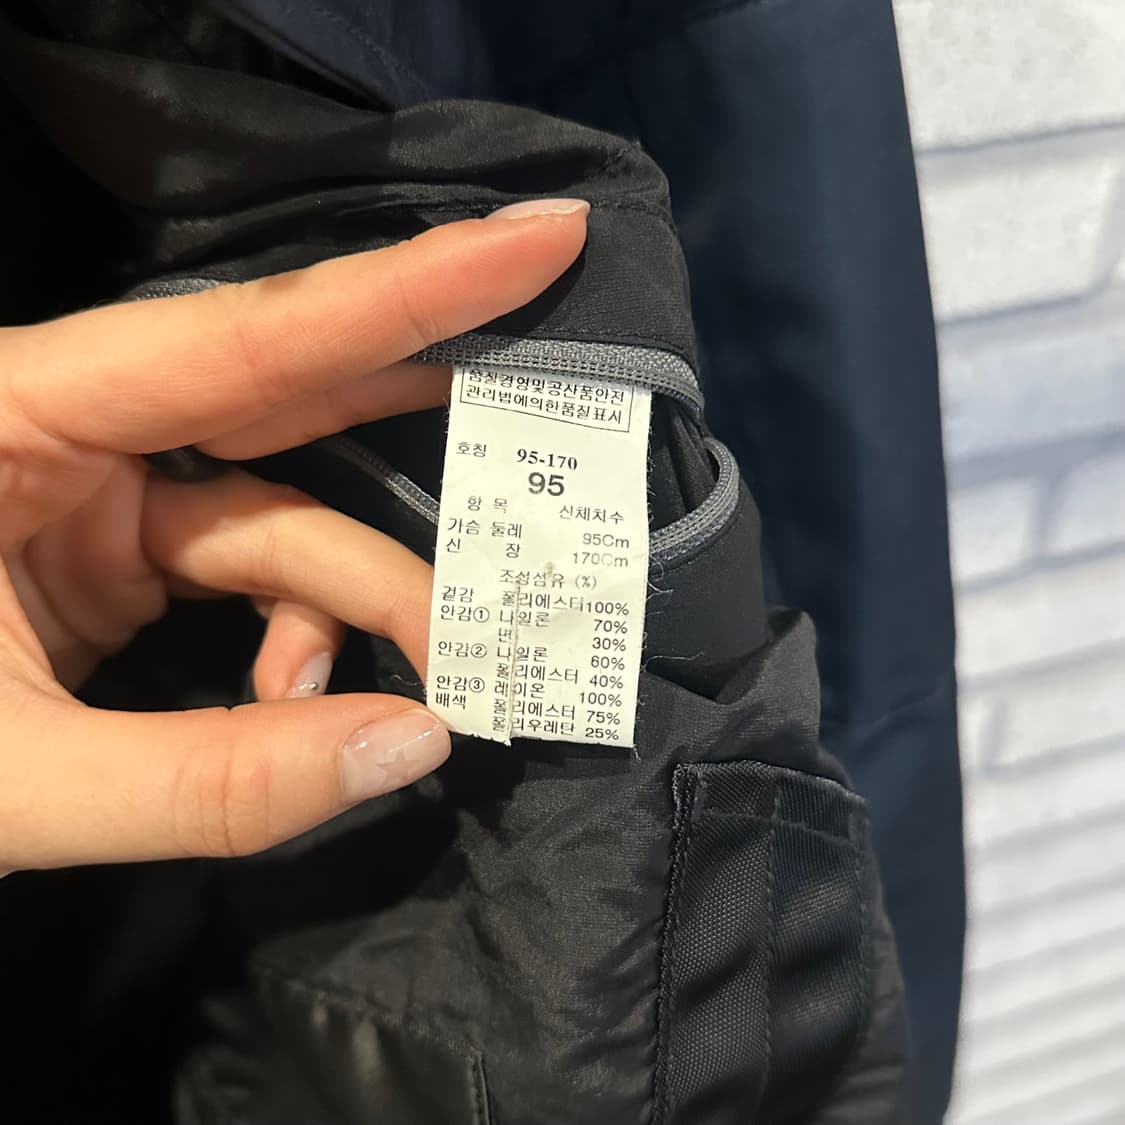 품질경영및공산품안전
관리법에의한품질표시
호칭 95-170
95
항 목 신체치수
가슴 둘레 95Cm
신 장 170Cm
조성섬유 (%)
겉감 폴리에스터100%
안감① 나일론 70%
면 30%
안감② 나일론 60%
폴리에스터 40%
안감③ 레이온 100%
배색 폴리에스터 75%
폴리우레탄 25%